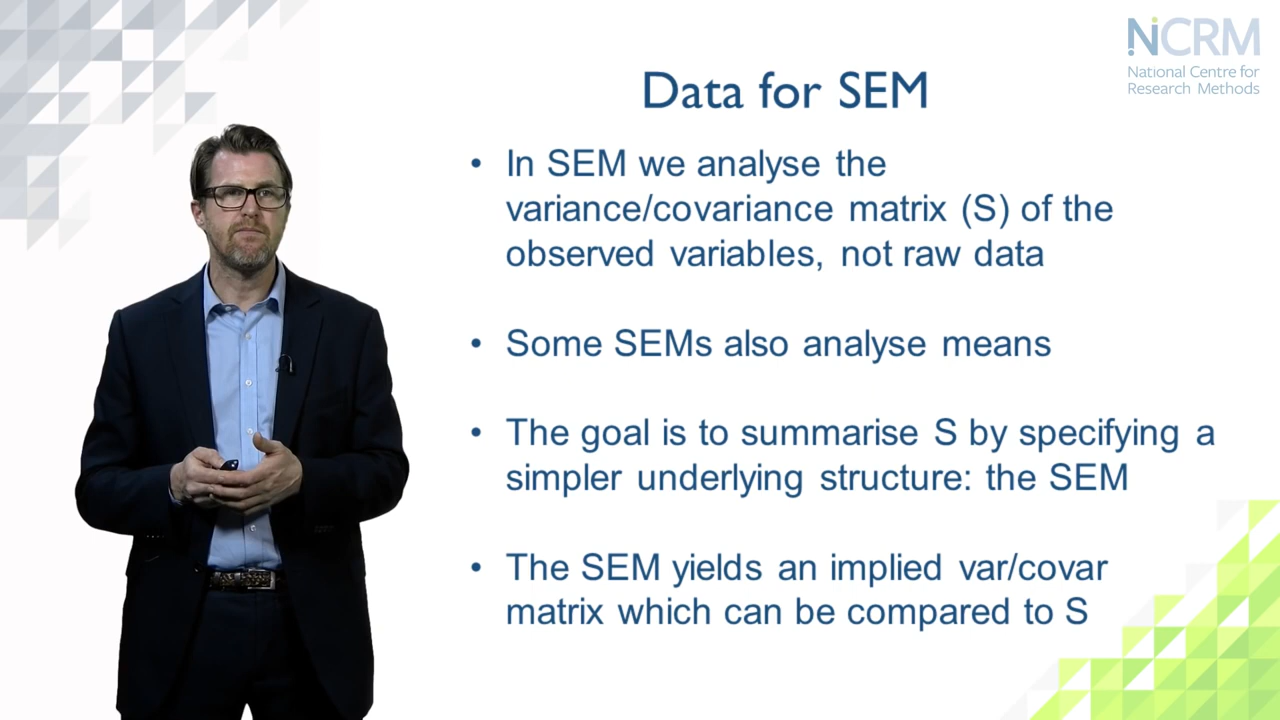 NCRM
National Centre for
Research Methods
Data for SEM
• In SEM we analyse the
variance/covariance matrix (S) of the
observed variables, not raw data
• Some SEMs also analyse means
• The goal is to summarise S by specifying a
simpler underlying structure: the SEM
• The SEM yields an implied var/covar
matrix which can be compared to S